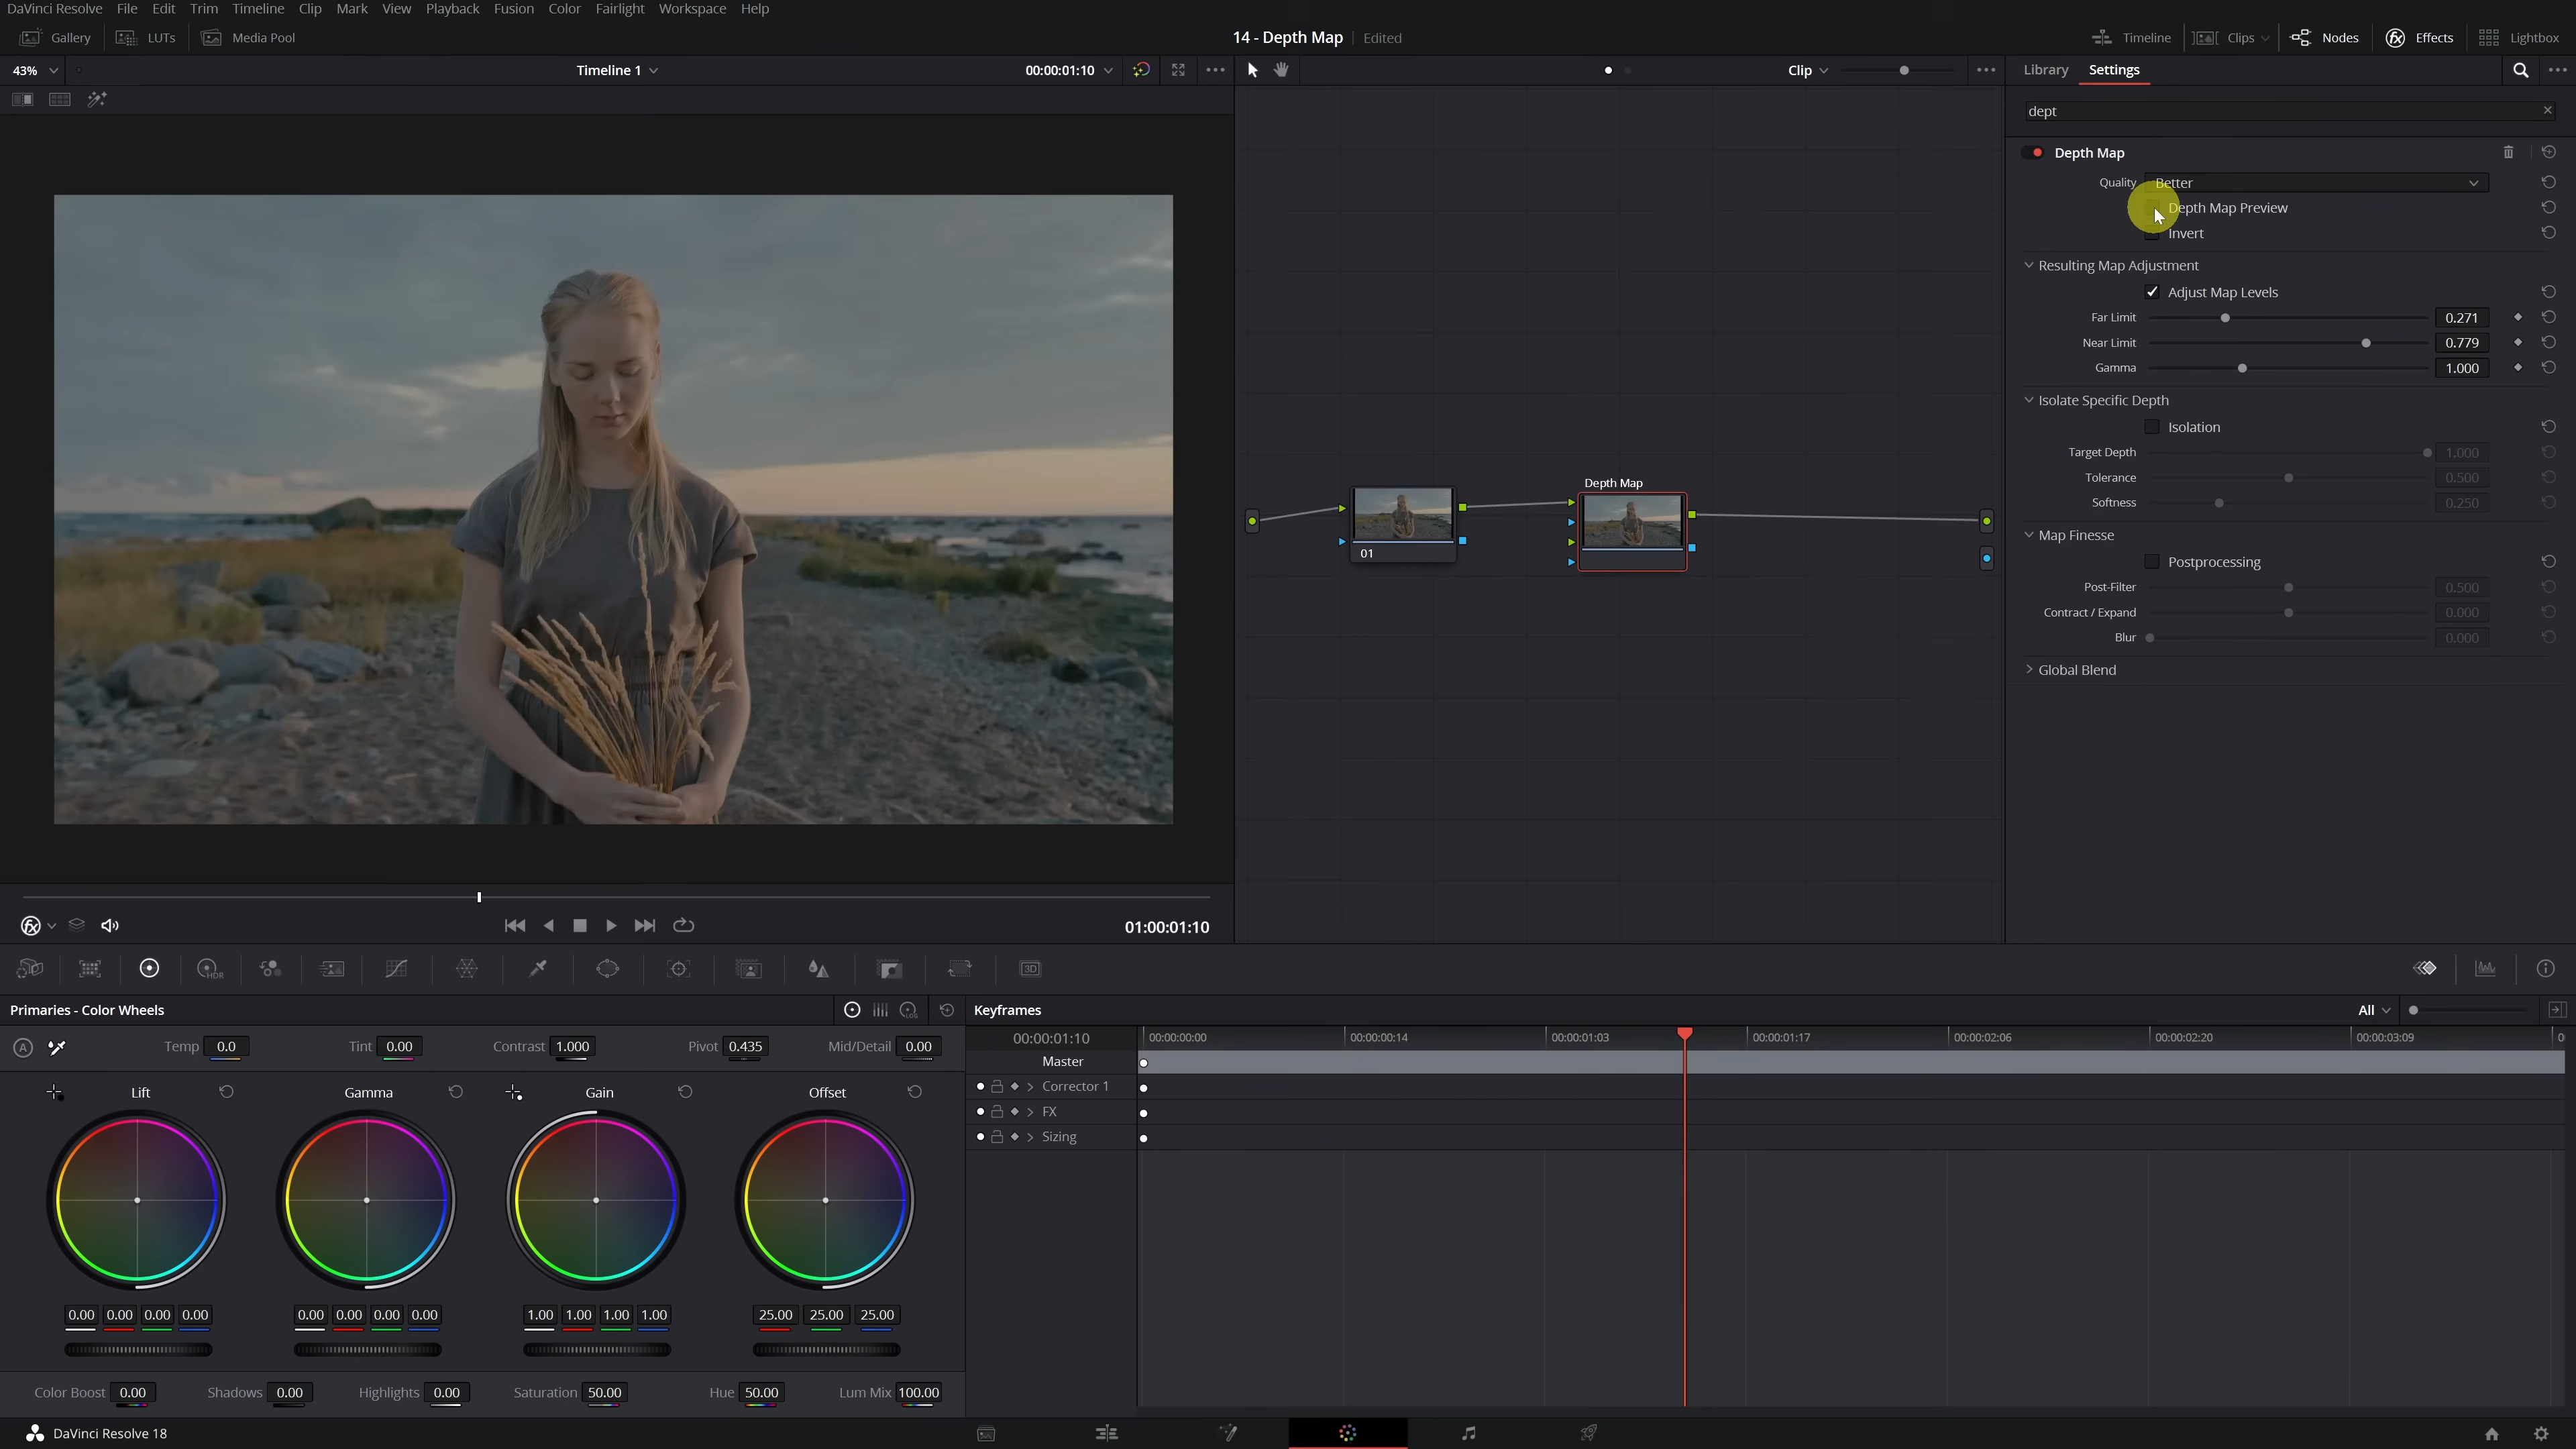 DaVinci Resolve File Edit Trim Timeline Clip Mark View Playback Fusion Color Fairlight Workspace Help
Gallery LUTs Media Pool 14 - Depth Map Edited Timeline Clips Nodes Effects Lightbox
43% Timeline 1 00:00:01:10 Clip Library Settings
dept
Depth Map
Quality Better
Depth Map Preview
Invert
Resulting Map Adjustment
Adjust Map Levels
Far Limit 0.271
Near Limit 0.779
Gamma 1.000
Isolate Specific Depth
Isolation
Target Depth 1.000
Tolerance 0.500
Softness 0.250
Map Finesse
Postprocessing
Post-Filter 0.500
Contract / Expand 0.000
Blur 0.000
Global Blend
Depth Map
01
01:00:01:10
HDR
3D
Primaries - Color Wheels
LOG
Keyframes All
A Temp 0.0 Tint 0.00 Contrast 1.000 Pivot 0.435 Mid/Detail 0.00
00:00:01:10 00:00:00:00 00:00:00:14 00:00:01:03 00:00:01:17 00:00:02:06 00:00:02:20 00:00:03:09
Master
Corrector 1
FX
Sizing
Lift Gamma Gain Offset
0.00 0.00 0.00 0.00 0.00 0.00 0.00 0.00 1.00 1.00 1.00 1.00 25.00 25.00 25.00
Color Boost 0.00 Shadows 0.00 Highlights 0.00 Saturation 50.00 Hue 50.00 Lum Mix 100.00
DaVinci Resolve 18